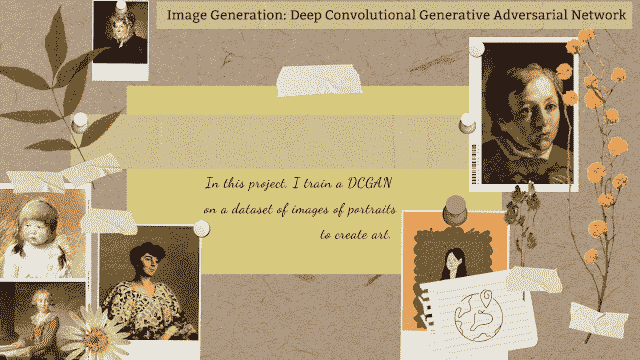 Image Generation: Deep Convolutional Generative Adversarial Network
In this project, I train a DCGAN
on a dataset of images of portraits
to create art.